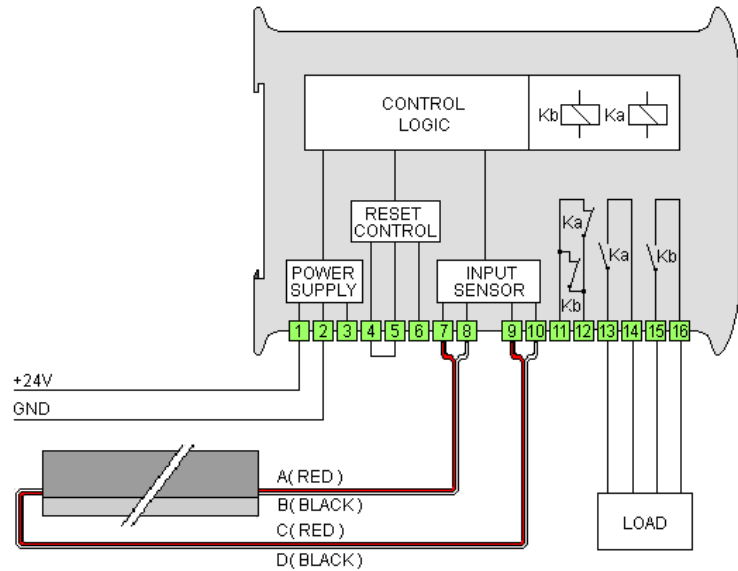 CONTROL
LOGIC
Kb
Ka
RESET
CONTROL
POWER
SUPPLY
INPUT
SENSOR
Ka
Kb
Ka
Kb
1 2 3 4 5 6 7 8 9 10 11 12 13 14 15 16
+24V
GND
A(RED)
B(BLACK)
C(RED)
D(BLACK)
LOAD